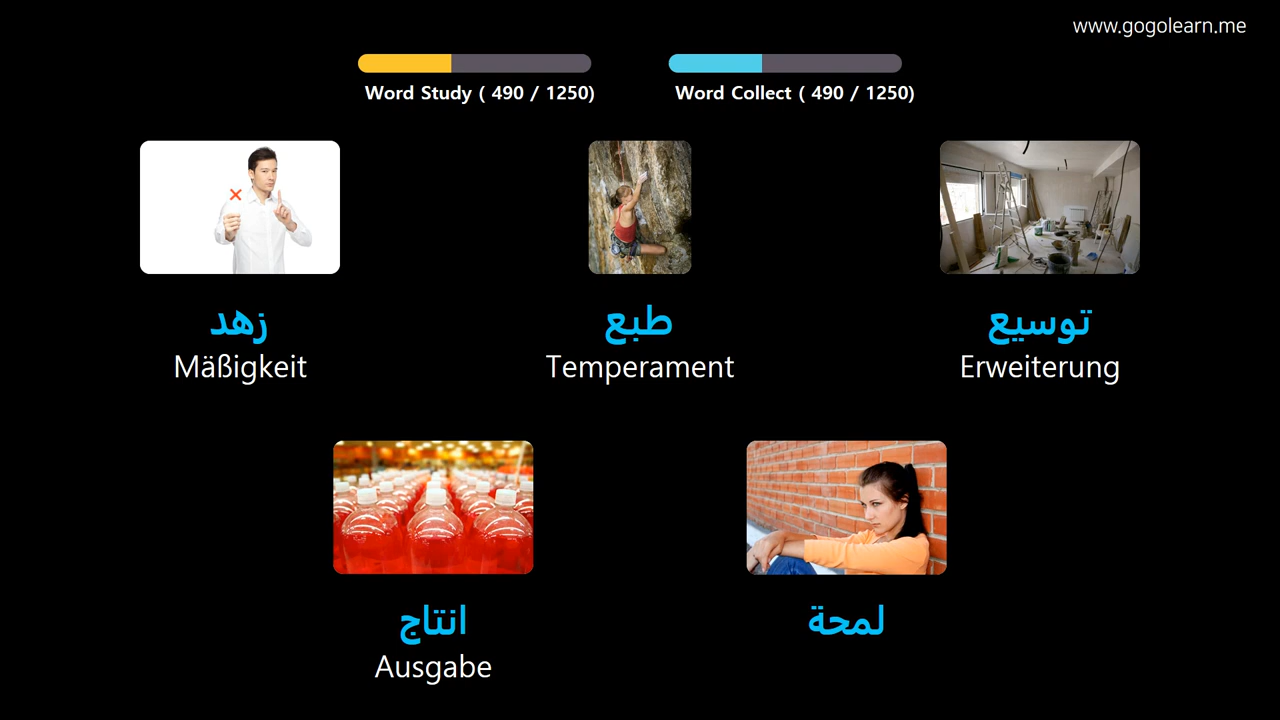 www.gogolearn.me
Word Study ( 490 / 1250)
Word Collect ( 490 / 1250)
زهد
Mäßigkeit
طبع
Temperament
توسيع
Erweiterung
انتاج
Ausgabe
لمحة